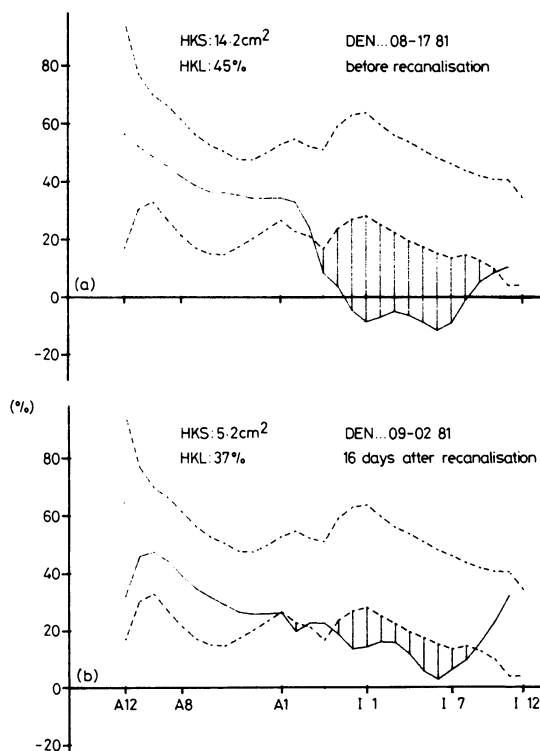 HKS: 14·2cm2 DEN...08-17 81
HKL: 45% before recanalisation
80
60
40
20
0
-20
(a)
(%)
HKS: 5·2cm2 DEN...09-02 81
HKL: 37% 16 days after recanalisation
80
60
40
20
0
-20
(b)
A12 A8 A1 I 1 I 7 I 12